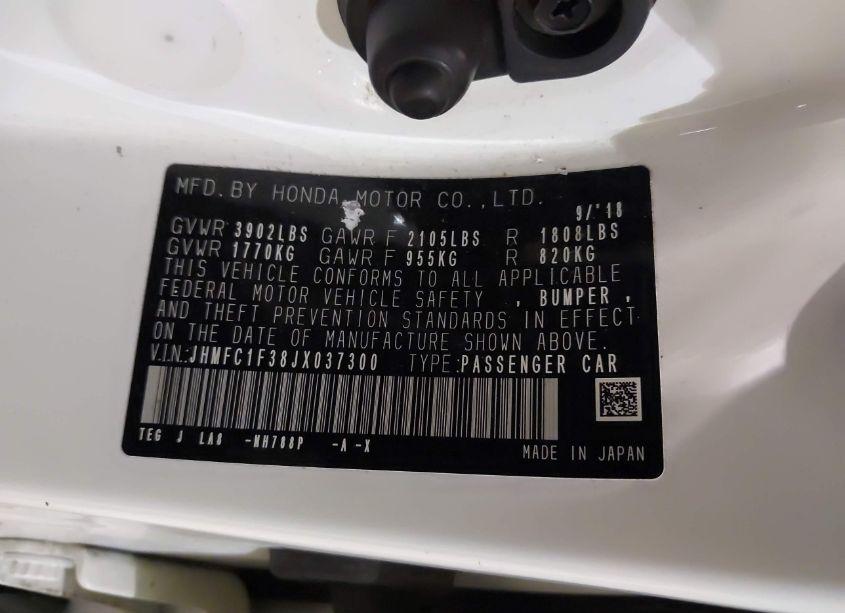 MFD. BY HONDA MOTOR CO., LTD. 9/'18
GVWR 3902LBS GAWR F 2105LBS R 1808LBS
GVWR 1770KG GAWR F 955KG R 820KG
THIS VEHICLE CONFORMS TO ALL APPLICABLE
FEDERAL MOTOR VEHICLE SAFETY , BUMPER ,
AND THEFT PREVENTION STANDARDS IN EFFECT
ON THE DATE OF MANUFACTURE SHOWN ABOVE.
V.I.N.:JHMFC1F38JX037300 TYPE:PASSENGER CAR
TEG J LA8 -NH788P -A -X
MADE IN JAPAN